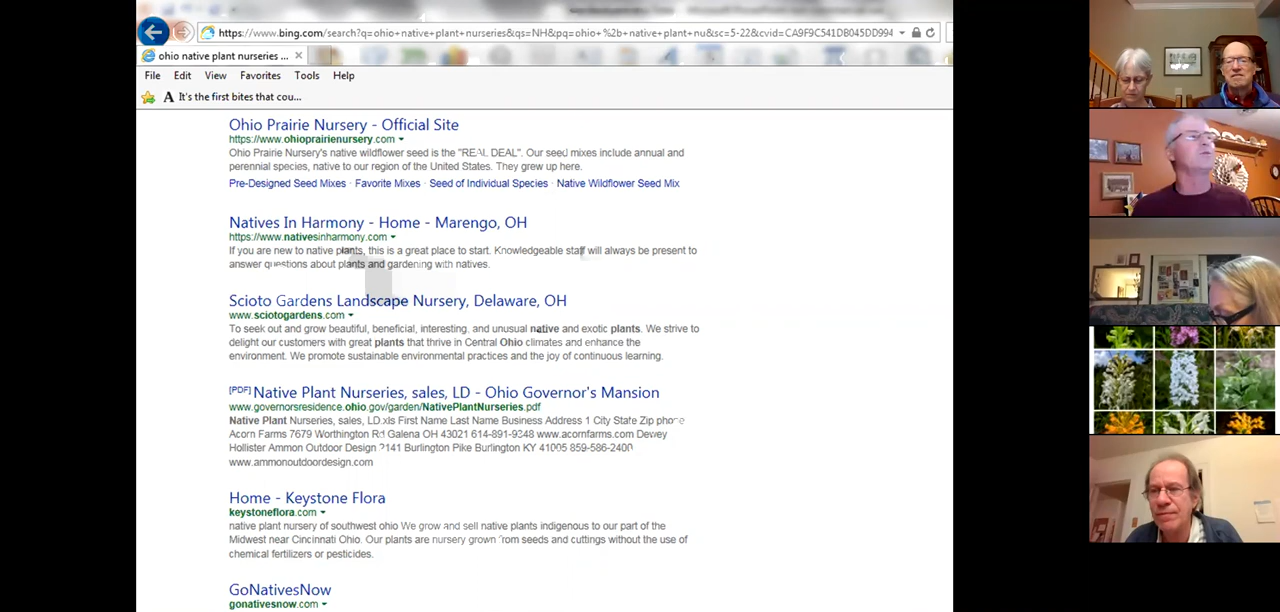 https://www.bing.com/search?q=ohio+native+plant+nurseries&qs=NH&pq=ohio+%2b+native+plant+nu&sc=5-22&cvid=CA9F9C541DB045DD994
ohio native plant nurseries ...
File Edit View Favorites Tools Help
A It's the first bites that cou...
Ohio Prairie Nursery - Official Site
https://www.ohioprairienursery.com
Ohio Prairie Nursery's native wildflower seed is the "REAL DEAL". Our seed mixes include annual and
perennial species, native to our region of the United States. They grew up here.
Pre-Designed Seed Mixes · Favorite Mixes · Seed of Individual Species · Native Wildflower Seed Mix
Natives In Harmony - Home - Marengo, OH
https://www.nativesinharmony.com
If you are new to native plants, this is a great place to start. Knowledgeable staff will always be present to
answer questions about plants and gardening with natives.
Scioto Gardens Landscape Nursery, Delaware, OH
www.sciotogardens.com
To seek out and grow beautiful, beneficial, interesting, and unusual native and exotic plants. We strive to
delight our customers with great plants that thrive in Central Ohio climates and enhance the
environment. We promote sustainable environmental practices and the joy of continuous learning.
[PDF] Native Plant Nurseries, sales, LD - Ohio Governor's Mansion
www.governorsresidence.ohio.gov/garden/NativePlantNurseries.pdf
Native Plant Nurseries, sales, LD.xls First Name Last Name Business Address 1 City State Zip phone
Acorn Farms 7679 Worthington Rd Galena OH 43021 614-891-9348 www.acornfarms.com Dewey
Hollister Ammon Outdoor Design 2141 Burlington Pike Burlington KY 41005 859-586-2400
www.ammonoutdoordesign.com
Home - Keystone Flora
keystoneflora.com
native plant nursery of southwest ohio We grow and sell native plants indigenous to our part of the
Midwest near Cincinnati Ohio. Our plants are nursery grown from seeds and cuttings without the use of
chemical fertilizers or pesticides.
GoNativesNow
gonativesnow.com